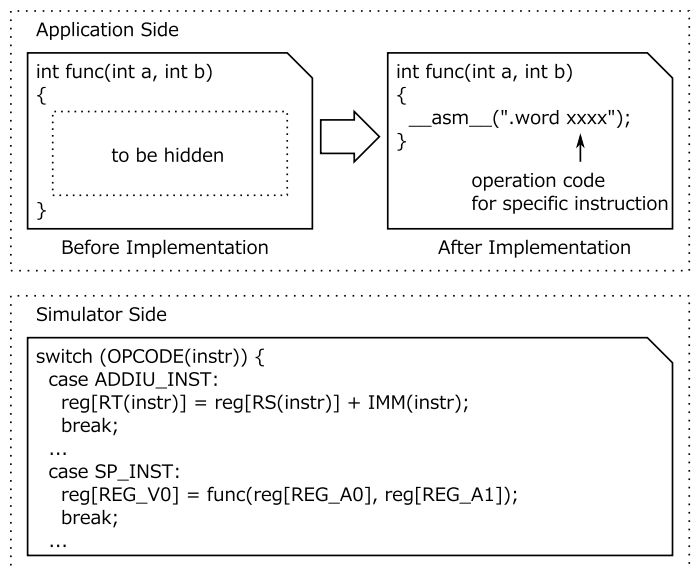 Application Side
int func(int a, int b)
{
to be hidden
}
Before Implementation
int func(int a, int b)
{
__asm__(".word xxxx");
}
operation code
for specific instruction
After Implementation
Simulator Side
switch (OPCODE(instr)) {
case ADDIU_INST:
reg[RT(instr)] = reg[RS(instr)] + IMM(instr);
break;
...
case SP_INST:
reg[REG_V0] = func(reg[REG_A0], reg[REG_A1]);
break;
...